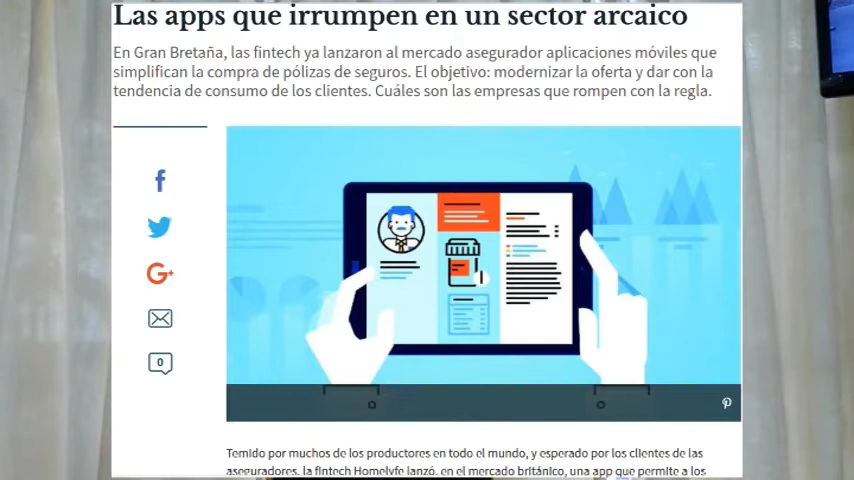 Las apps que irrumpen en un sector arcaico
En Gran Bretaña, las fintech ya lanzaron al mercado asegurador aplicaciones móviles que
simplifican la compra de pólizas de seguros. El objetivo: modernizar la oferta y dar con la
tendencia de consumo de los clientes. Cuáles son las empresas que rompen con la regla.
f
G+
0
Temido por muchos de los productores en todo el mundo, y esperado por los clientes de las
aseguradores, la fintech Homelyfe lanzó, en el mercado británico, una app que permite a los